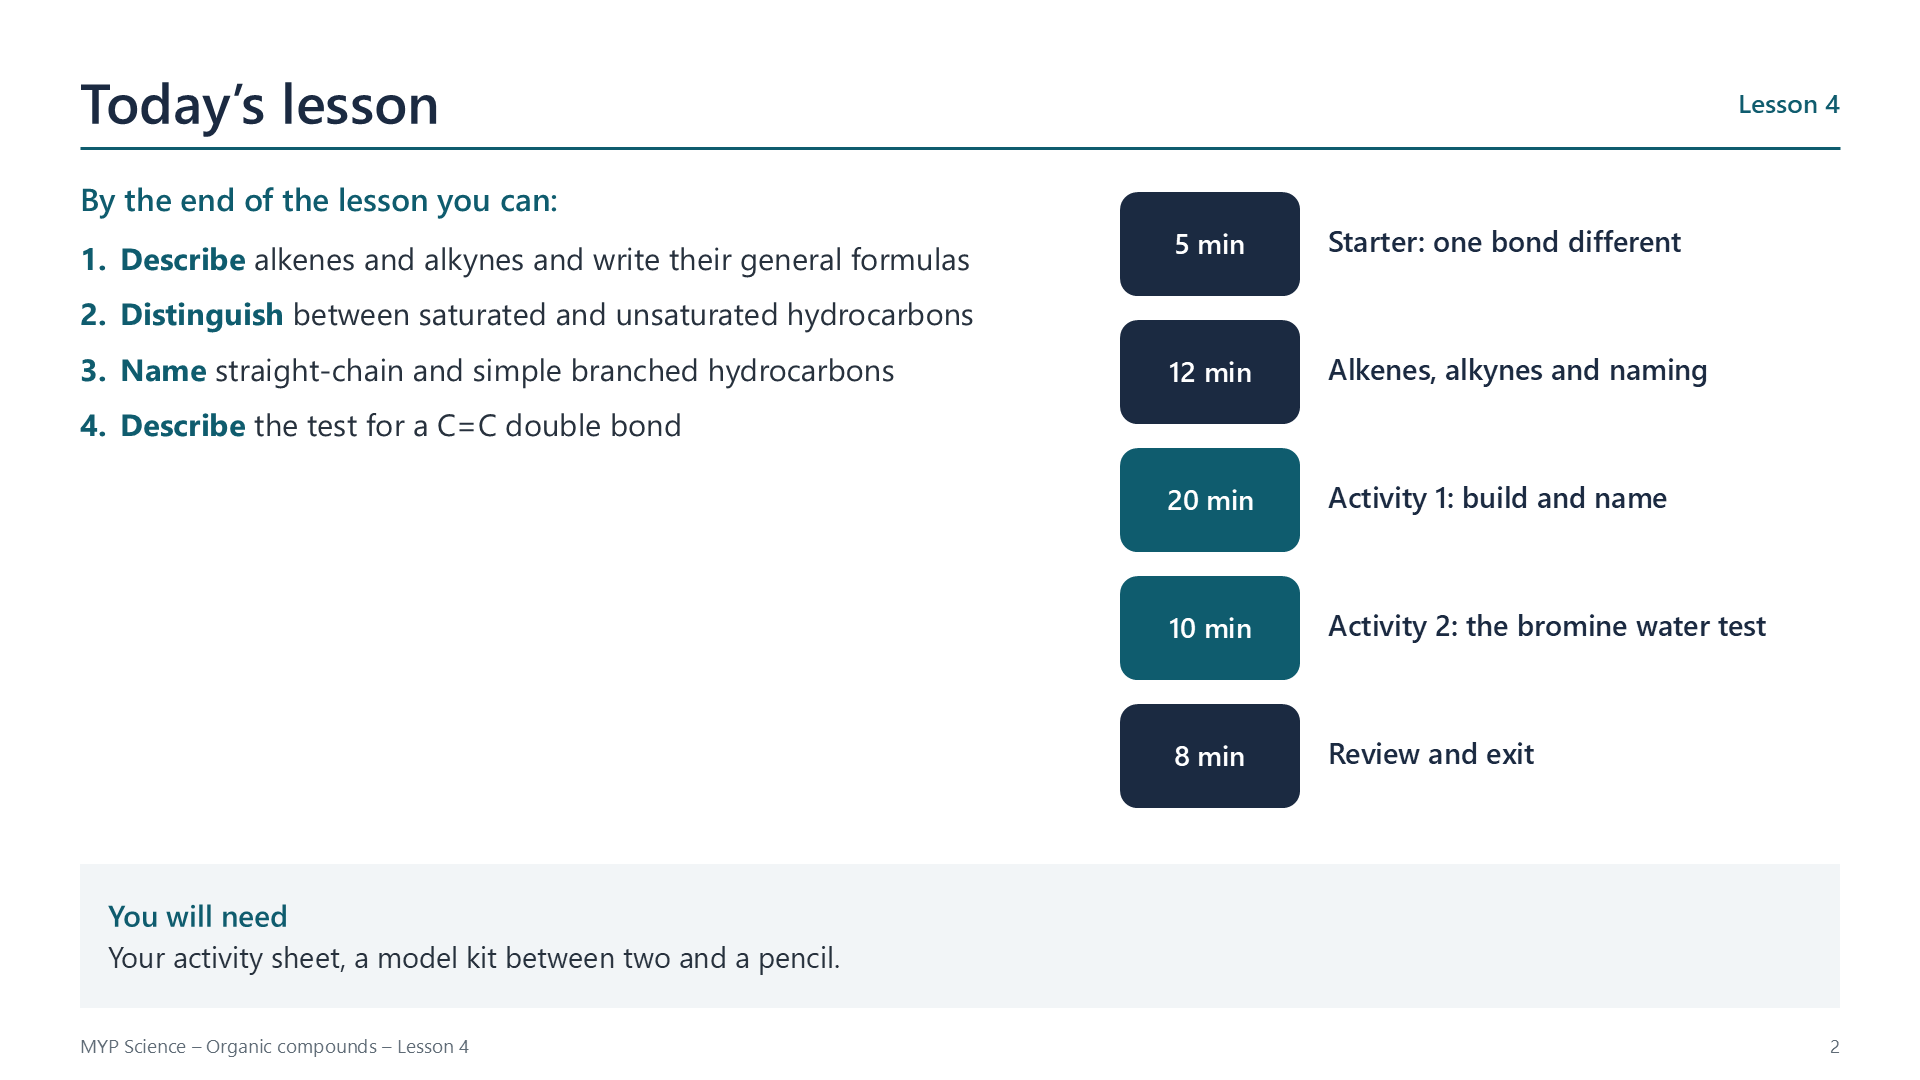 Today’s lesson
Lesson 4
By the end of the lesson you can:
1. Describe alkenes and alkynes and write their general formulas
2. Distinguish between saturated and unsaturated hydrocarbons
3. Name straight-chain and simple branched hydrocarbons
4. Describe the test for a C=C double bond
5 min
Starter: one bond different
12 min
Alkenes, alkynes and naming
20 min
Activity 1: build and name
10 min
Activity 2: the bromine water test
8 min
Review and exit
You will need
Your activity sheet, a model kit between two and a pencil.
MYP Science – Organic compounds – Lesson 4
2